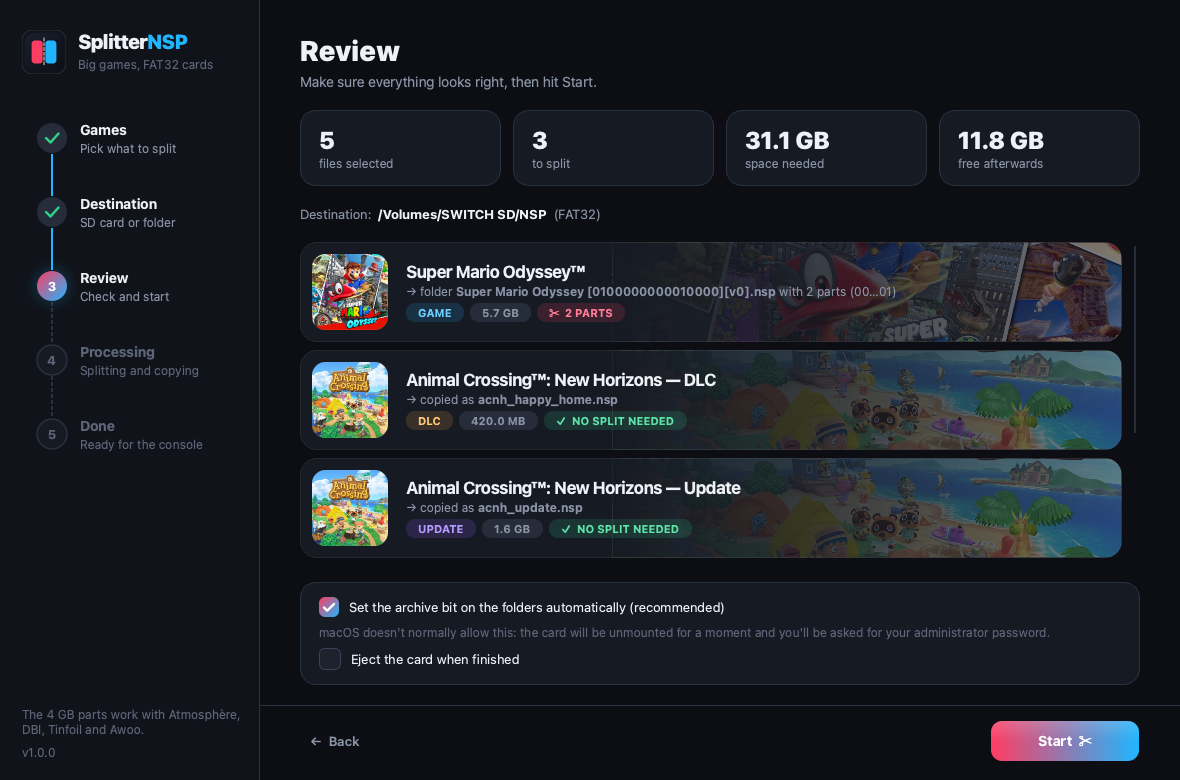 SplitterNSP
Big games, FAT32 cards
Games
Pick what to split
Destination
SD card or folder
3
Review
Check and start
4
Processing
Splitting and copying
5
Done
Ready for the console
The 4 GB parts work with Atmosphère,
DBI, Tinfoil and Awoo.
v1.0.0
Review
Make sure everything looks right, then hit Start.
5
files selected
3
to split
31.1 GB
space needed
11.8 GB
free afterwards
Destination: /Volumes/SWITCH SD/NSP (FAT32)
SUPER
MARIO
ODYSSEY
Super Mario Odyssey™
→ folder Super Mario Odyssey [0100000000010000][v0].nsp with 2 parts (00…01)
GAME 5.7 GB ✂ 2 PARTS
SUPER
Animal
Crossing
Animal Crossing™: New Horizons — DLC
→ copied as acnh_happy_home.nsp
DLC 420.0 MB ✓ NO SPLIT NEEDED
Animal
Crossing
Animal Crossing™: New Horizons — Update
→ copied as acnh_update.nsp
UPDATE 1.6 GB ✓ NO SPLIT NEEDED
Set the archive bit on the folders automatically (recommended)
macOS doesn't normally allow this: the card will be unmounted for a moment and you'll be asked for your administrator password.
Eject the card when finished
← Back
Start ✂